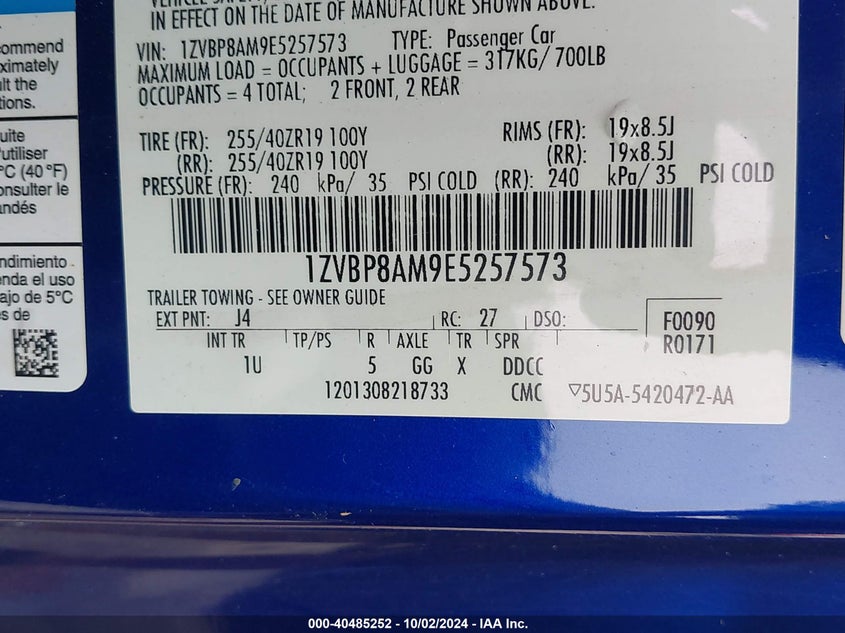 IN EFFECT ON THE DATE OF MANUFACTURE SHOWN ABOVE.
VIN: 1ZVBP8AM9E5257573 TYPE: Passenger Car
MAXIMUM LOAD = OCCUPANTS + LUGGAGE = 317KG/ 700LB
OCCUPANTS = 4 TOTAL; 2 FRONT, 2 REAR
TIRE (FR): 255/40ZR19 100Y RIMS (FR): 19x8.5J
(RR): 255/40ZR19 100Y (RR): 19x8.5J
PRESSURE (FR): 240 kPa/ 35 PSI COLD (RR): 240 kPa/ 35 PSI COLD
1ZVBP8AM9E5257573
TRAILER TOWING - SEE OWNER GUIDE
EXT PNT: J4 RC: 27 DSO: F0090
R0171
INT TR TP/PS R AXLE TR SPR
1U 5 GG X DDCC
1201308218733 CMC ▽5U5A-5420472-AA
commend
ximately
ult the
tions.
uite
'utiliser
°C (40 °F)
onsulter le
andés
ndimiento
nda el uso
ajo de 5°C
es de
000-40485252 - 10/02/2024 - IAA Inc.